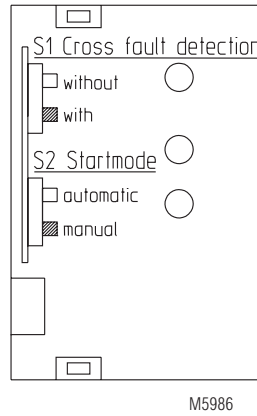 S1 Cross fault detection
without
with
S2 Startmode
automatic
manual
M5986